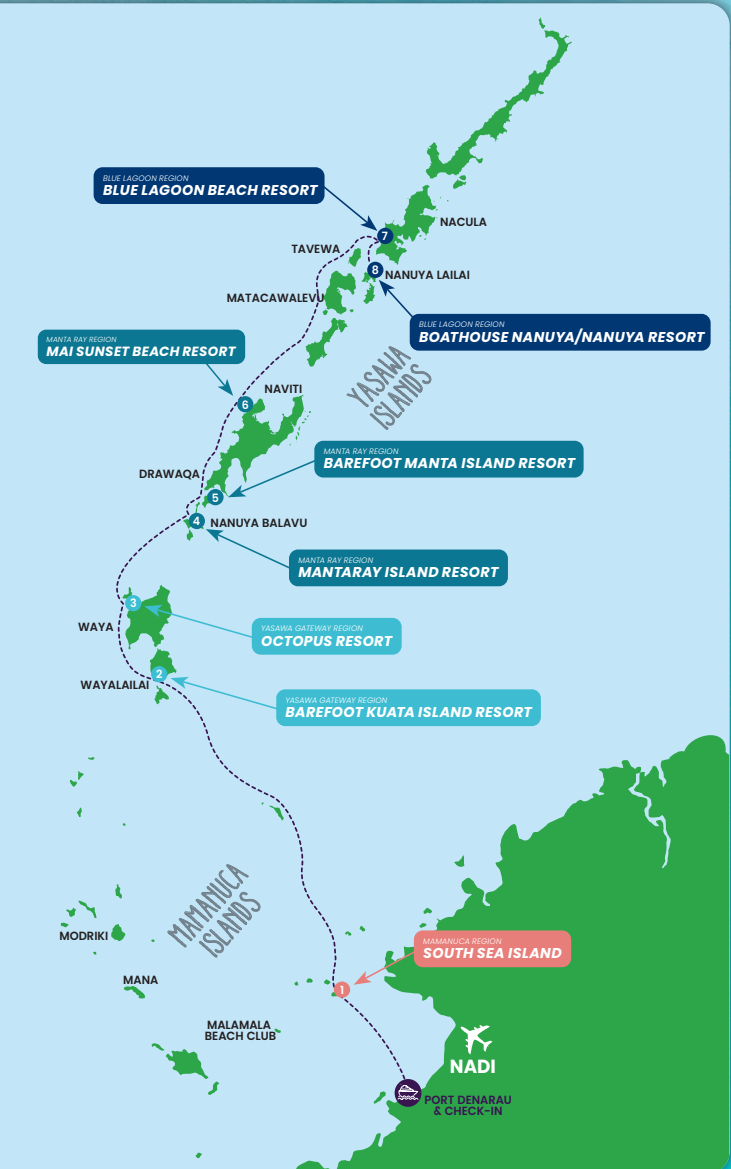 BLUE LAGOON REGION
BLUE LAGOON BEACH RESORT
7
NACULA
TAVEWA
8
NANUYA LAILAI
MATACAWALEVU
BLUE LAGOON REGION
BOATHOUSE NANUYA/NANUYA RESORT
MANTA RAY REGION
MAI SUNSET BEACH RESORT
YASAWA
ISLANDS
NAVITI
6
MANTA RAY REGION
BAREFOOT MANTA ISLAND RESORT
DRAWAQA
5
4
NANUYA BALAVU
MANTA RAY REGION
MANTARAY ISLAND RESORT
3
WAYA
YASAWA GATEWAY REGION
OCTOPUS RESORT
2
WAYALAILAI
YASAWA GATEWAY REGION
BAREFOOT KUATA ISLAND RESORT
MAMANUCA
ISLANDS
MODRIKI
MAMANUCA REGION
SOUTH SEA ISLAND
MANA
1
MALAMALA
BEACH CLUB
NADI
PORT DENARAU
& CHECK-IN